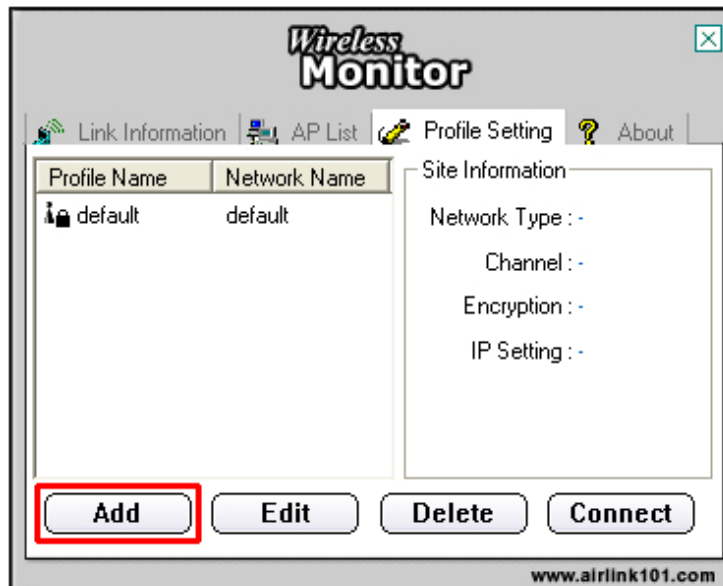 Wireless
Monitor
Link Information AP List Profile Setting About
Profile Name Network Name
default default
Site Information
Network Type : -
Channel : -
Encryption : -
IP Setting : -
Add Edit Delete Connect
www.airlink101.com